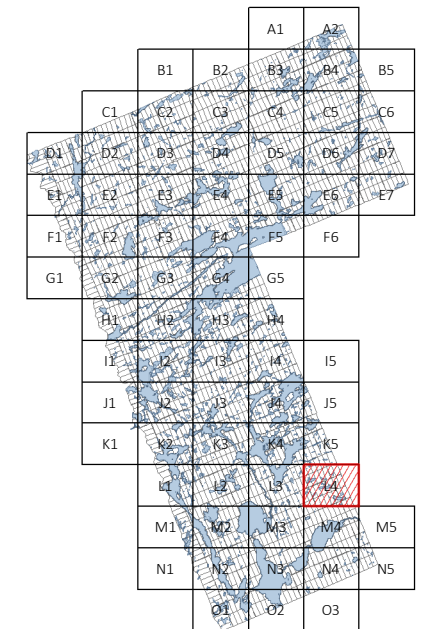 A1 A2
B1 B2 B3 B4 B5
C1 C2 C3 C4 C5 C6
D1 D2 D3 D4 D5 D6 D7
E1 E2 E3 E4 E5 E6 E7
F1 F2 F3 F4 F5 F6
G1 G2 G3 G4 G5
H1 H2 H3 H4
I1 I2 I3 I4 I5
J1 J2 J3 J4 J5
K1 K2 K3 K4 K5
L1 L2 L3 L4
M1 M2 M3 M4 M5
N1 N2 N3 N4 N5
O1 O2 O3